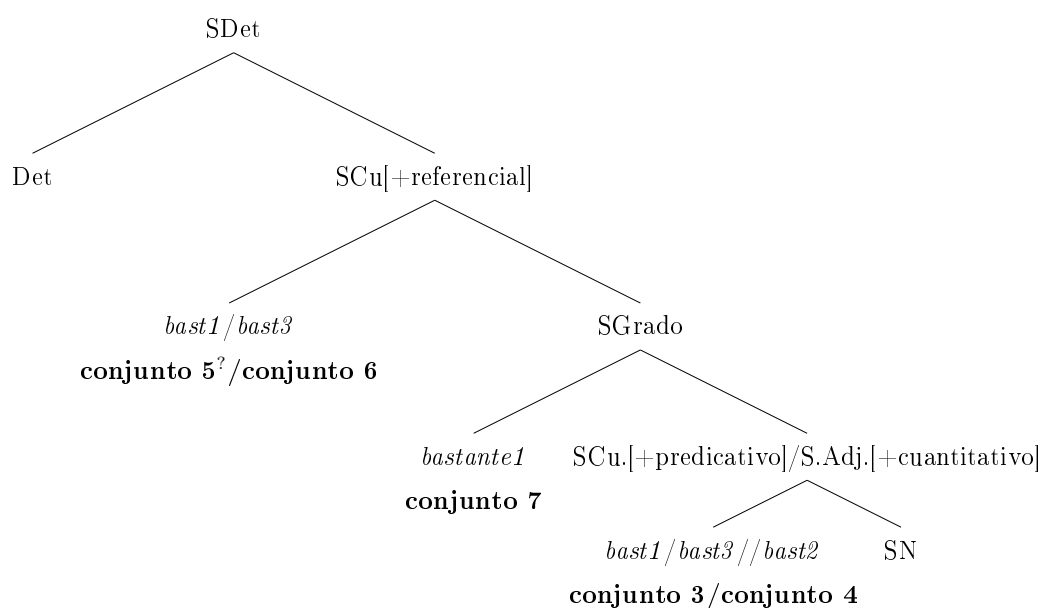 SDet
Det
SCu[+referencial]
bast1/bast3
conjunto 5?/conjunto 6
SGrado
bastante1
conjunto 7
SCu.[+predicativo]/S.Adj.[+cuantitativo]
bast1/bast3//bast2
conjunto 3/conjunto 4
SN